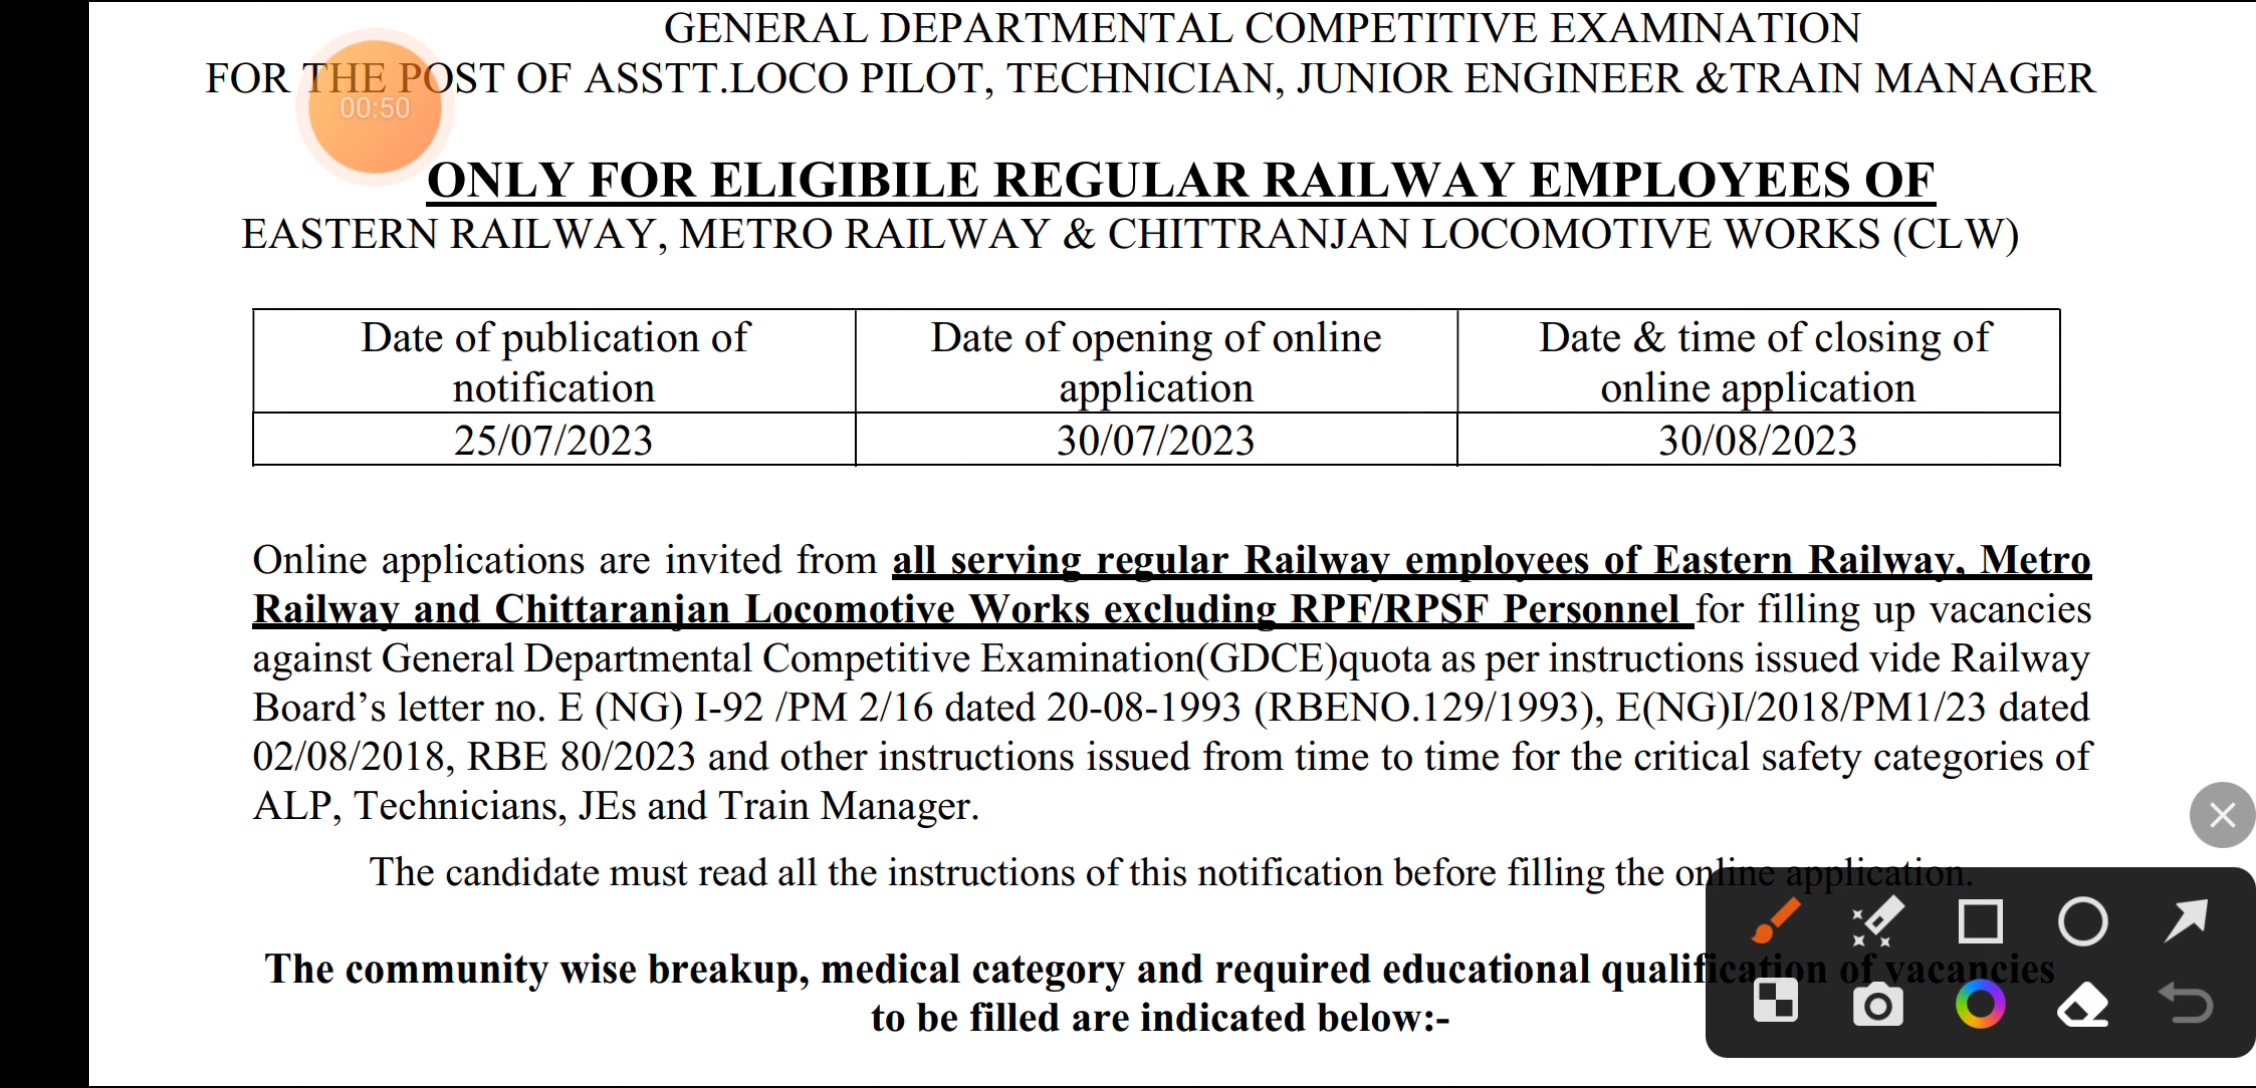 GENERAL DEPARTMENTAL COMPETITIVE EXAMINATION
FOR THE POST OF ASSTT.LOCO PILOT, TECHNICIAN, JUNIOR ENGINEER &TRAIN MANAGER
00:50
ONLY FOR ELIGIBILE REGULAR RAILWAY EMPLOYEES OF
EASTERN RAILWAY, METRO RAILWAY & CHITTRANJAN LOCOMOTIVE WORKS (CLW)
Date of publication of notification
Date of opening of online application
Date & time of closing of online application
25/07/2023 30/07/2023 30/08/2023
Online applications are invited from all serving regular Railway employees of Eastern Railway, Metro
Railway and Chittaranjan Locomotive Works excluding RPF/RPSF Personnel for filling up vacancies
against General Departmental Competitive Examination(GDCE)quota as per instructions issued vide Railway
Board’s letter no. E (NG) I-92 /PM 2/16 dated 20-08-1993 (RBENO.129/1993), E(NG)I/2018/PM1/23 dated
02/08/2018, RBE 80/2023 and other instructions issued from time to time for the critical safety categories of
ALP, Technicians, JEs and Train Manager.
The candidate must read all the instructions of this notification before filling the online application.
The community wise breakup, medical category and required educational qualification of vacancies
to be filled are indicated below:-